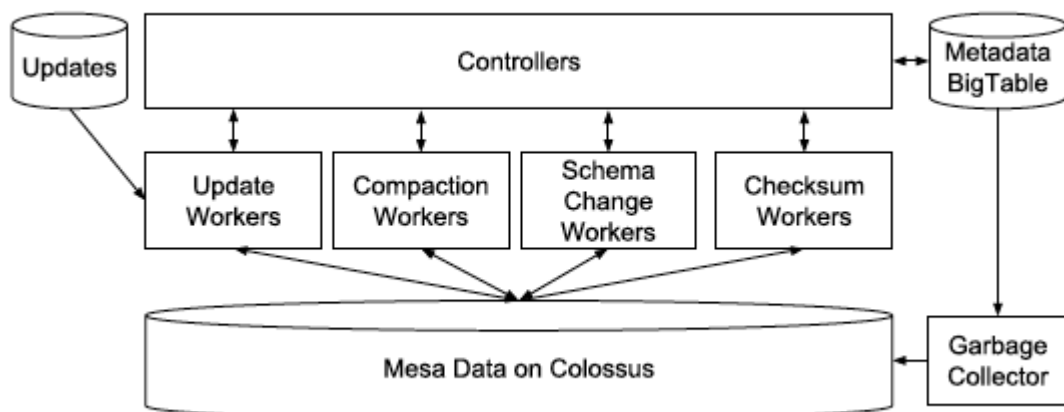 Updates
Controllers
Metadata
BigTable
Update
Workers
Compaction
Workers
Schema
Change
Workers
Checksum
Workers
Mesa Data on Colossus
Garbage
Collector